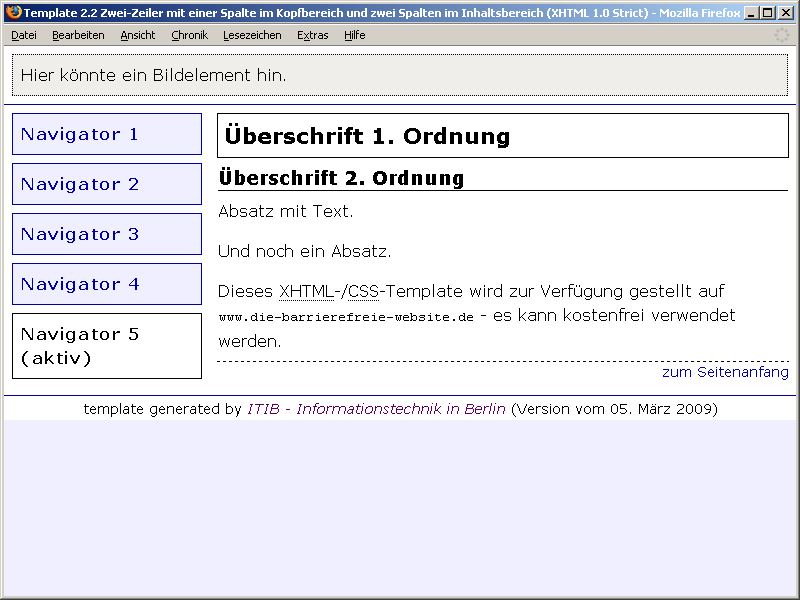 Template 2.2 Zwei-Zeiler mit einer Spalte im Kopfbereich und zwei Spalten im Inhaltsbereich (XHTML 1.0 Strict) - Mozilla Firefox
Datei Bearbeiten Ansicht Chronik Lesezeichen Extras Hilfe
Hier könnte ein Bildelement hin.
Navigator 1
Navigator 2
Navigator 3
Navigator 4
Navigator 5
(aktiv)
Überschrift 1. Ordnung
Überschrift 2. Ordnung
Absatz mit Text.
Und noch ein Absatz.
Dieses XHTML-/CSS-Template wird zur Verfügung gestellt auf
www.die-barrierefreie-website.de - es kann kostenfrei verwendet
werden.
zum Seitenanfang
template generated by ITIB - Informationstechnik in Berlin (Version vom 05. März 2009)